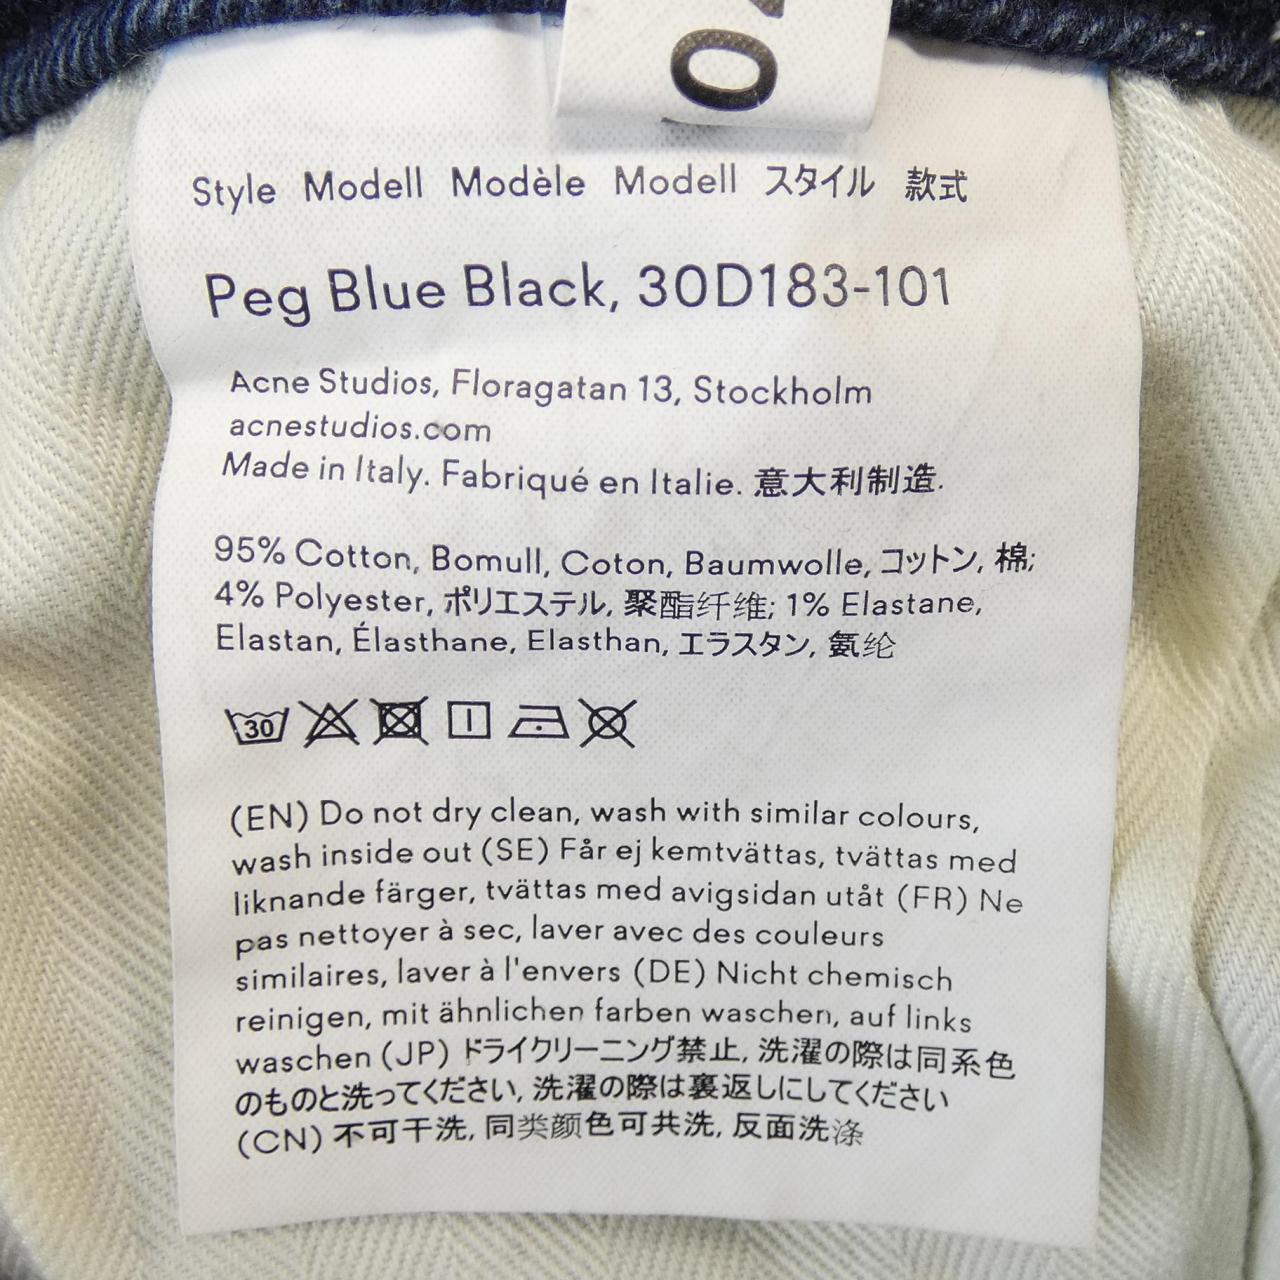 Style Modell Modèle Modell スタイル 款式
Peg Blue Black, 30D183-101
Acne Studios, Floragatan 13, Stockholm
acnestudios.com
Made in Italy. Fabriqué en Italie. 意大利制造.
95% Cotton, Bomull, Coton, Baumwolle, コットン, 棉;
4% Polyester, ポリエステル, 聚酯纤维; 1% Elastane,
Elastan, Élasthane, Elasthan, エラスタン, 氨纶
30
(EN) Do not dry clean, wash with similar colours,
wash inside out (SE) Får ej kemtvättas, tvättas med
liknande färger, tvättas med avigsidan utåt (FR) Ne
pas nettoyer à sec, laver avec des couleurs
similaires, laver à l'envers (DE) Nicht chemisch
reinigen, mit ähnlichen farben waschen, auf links
waschen (JP) ドライクリーニング禁止, 洗濯の際は同系色
のものと洗ってください, 洗濯の際は裏返しにしてください
(CN) 不可干洗, 同类颜色可共洗, 反面洗涤